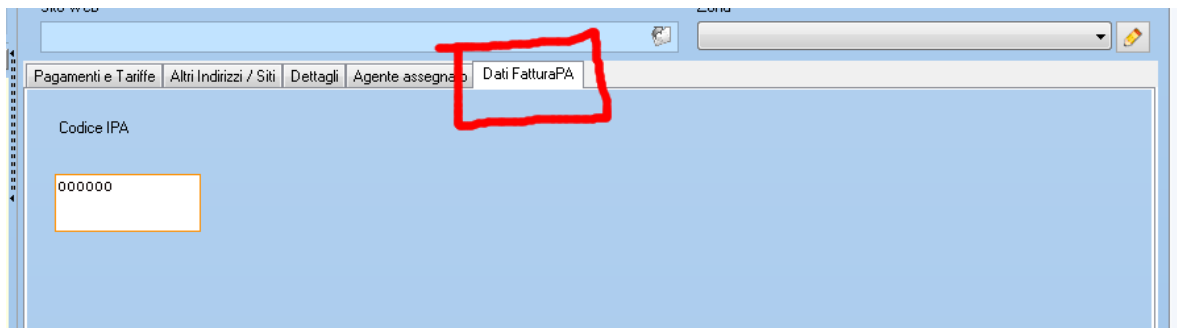 Pagamenti e Tariffe Altri Indirizzi / Siti Dettagli Agente assegnato Dati FatturaPA
Codice IPA
000000